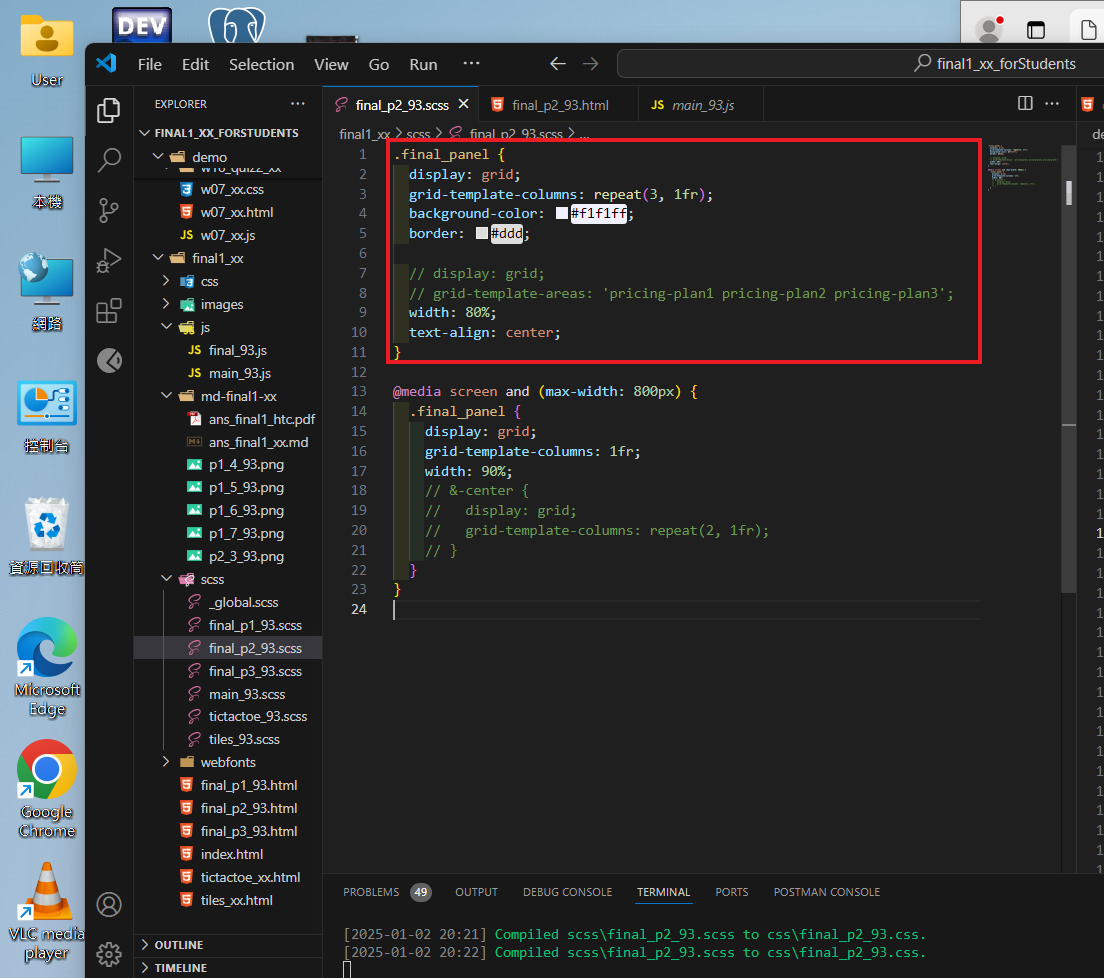 DEV
User
本機
網路
控制台
資源回收筒
Microsoft
Edge
Google
Chrome
VLC media
player
File Edit Selection View Go Run ···
final1_xx_forStudents
EXPLORER ···
FINAL1_XX_FORSTUDENTS
demo
w16_quiz2_xx
w07_xx.css
w07_xx.html
JS w07_xx.js
final1_xx
css
images
js
JS final_93.js
JS main_93.js
md-final1-xx
ans_final1_htc.pdf
ans_final1_xx.md
p1_4_93.png
p1_5_93.png
p1_6_93.png
p1_7_93.png
p2_3_93.png
scss
_global.scss
final_p1_93.scss
final_p2_93.scss
final_p3_93.scss
main_93.scss
tictactoe_93.scss
tiles_93.scss
webfonts
final_p1_93.html
final_p2_93.html
final_p3_93.html
index.html
tictactoe_xx.html
tiles_xx.html
OUTLINE
TIMELINE
final_p2_93.scss final_p2_93.html JS main_93.js
final1_xx > scss > final_p2_93.scss > ...
1 .final_panel {
2 display: grid;
3 grid-template-columns: repeat(3, 1fr);
4 background-color: #f1f1ff;
5 border: #ddd;
6
7 // display: grid;
8 // grid-template-areas: 'pricing-plan1 pricing-plan2 pricing-plan3';
9 width: 80%;
10 text-align: center;
11 }
12
13 @media screen and (max-width: 800px) {
14 .final_panel {
15 display: grid;
16 grid-template-columns: 1fr;
17 width: 90%;
18 // &-center {
19 // display: grid;
20 // grid-template-columns: repeat(2, 1fr);
21 // }
22 }
23 }
24
PROBLEMS 49 OUTPUT DEBUG CONSOLE TERMINAL PORTS POSTMAN CONSOLE
[2025-01-02 20:21] Compiled scss\final_p2_93.scss to css\final_p2_93.css.
[2025-01-02 20:22] Compiled scss\final_p2_93.scss to css\final_p2_93.css.